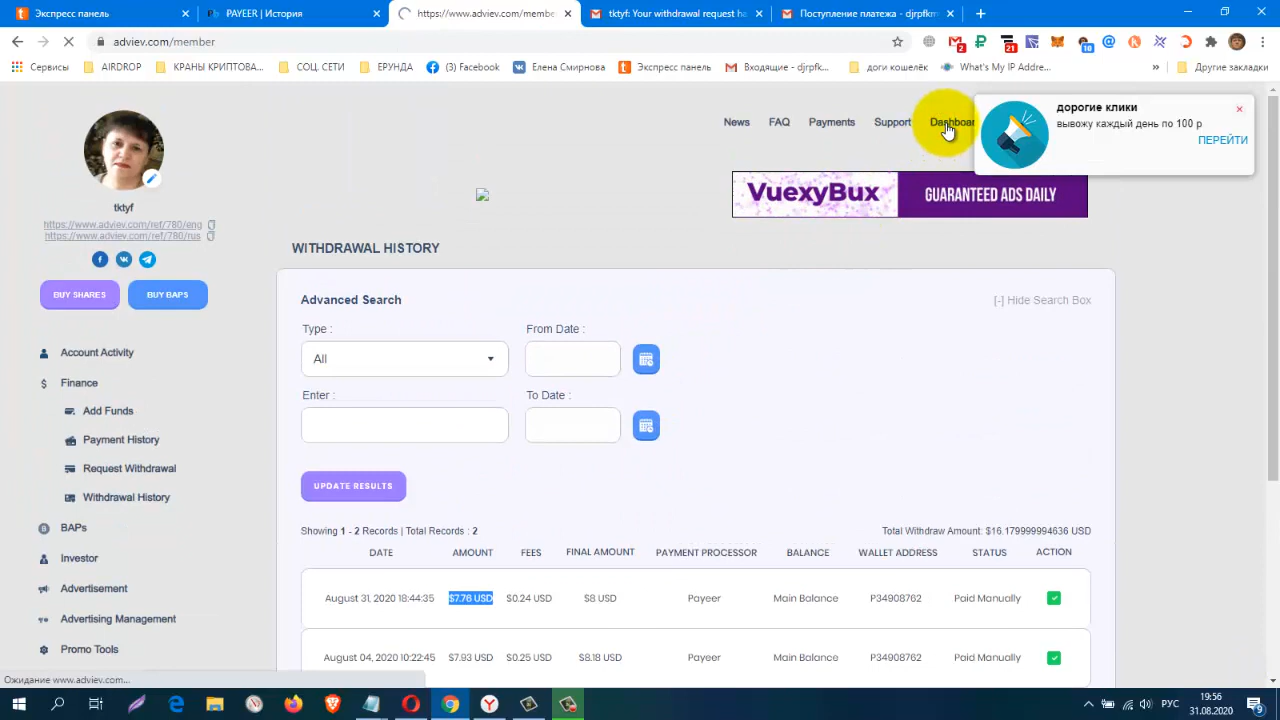 Экспресс панель
PAYEER | История
https://www.adviev.com/membe
tktyf: Your withdrawal request ha
Поступление платежа - djrpfkm
adviev.com/member
2
21
16
Сервисы
AIRDROP
КРАНЫ КРИПТОВА...
СОЦ СЕТИ
ЕРУНДА
(3) Facebook
Елена Смирнова
Экспресс панель
Входящие - djrpfk...
доги кошелёк
What's My IP Addre...
»
Другие закладки
дорогие клики
вывожу каждый день по 100 р
ПЕРЕЙТИ
News
FAQ
Payments
Support
Dashboar
VuexyBux
GUARANTEED ADS DAILY
tktyf
https://www.adviev.com/ref/780/eng
https://www.adviev.com/ref/780/rus
BUY SHARES
BUY BAPS
Account Activity
Finance
Add Funds
Payment History
Request Withdrawal
Withdrawal History
BAPs
Investor
Advertisement
Advertising Management
Promo Tools
WITHDRAWAL HISTORY
Advanced Search
[-] Hide Search Box
Type :
From Date :
All
Enter :
To Date :
UPDATE RESULTS
Showing 1 - 2 Records | Total Records : 2
Total Withdraw Amount: $16.179999994636 USD
DATE AMOUNT FEES FINAL AMOUNT PAYMENT PROCESSOR BALANCE WALLET ADDRESS STATUS ACTION
August 31, 2020 18:44:35 $7.76 USD $0.24 USD $8 USD Payeer Main Balance P34908762 Paid Manually
August 04, 2020 10:22:45 $7.93 USD $0.25 USD $8.18 USD Payeer Main Balance P34908762 Paid Manually
Ожидание www.adviev.com...
РУС
19:56
31.08.2020